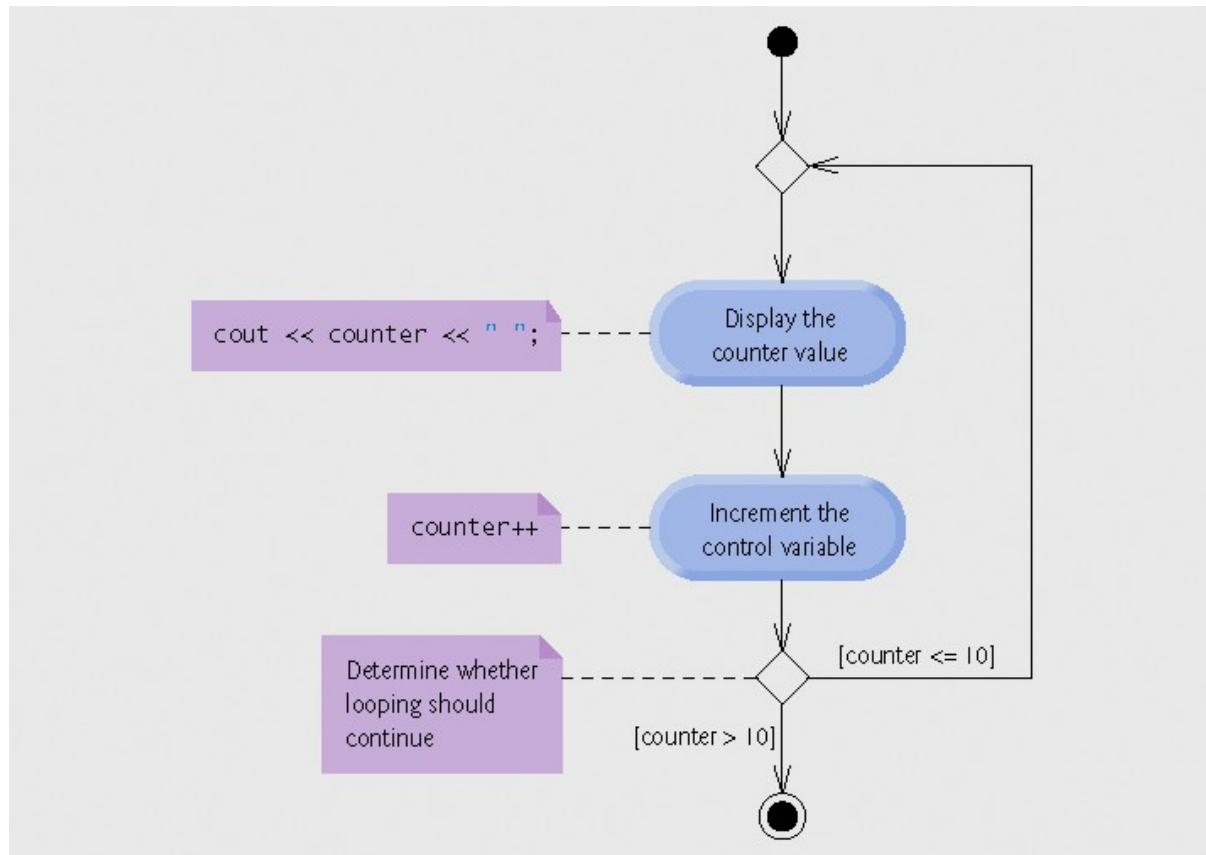 cout << counter << " ";
Display the
counter value
counter++
Increment the
control variable
Determine whether
looping should
continue
[counter <= 10]
[counter > 10]